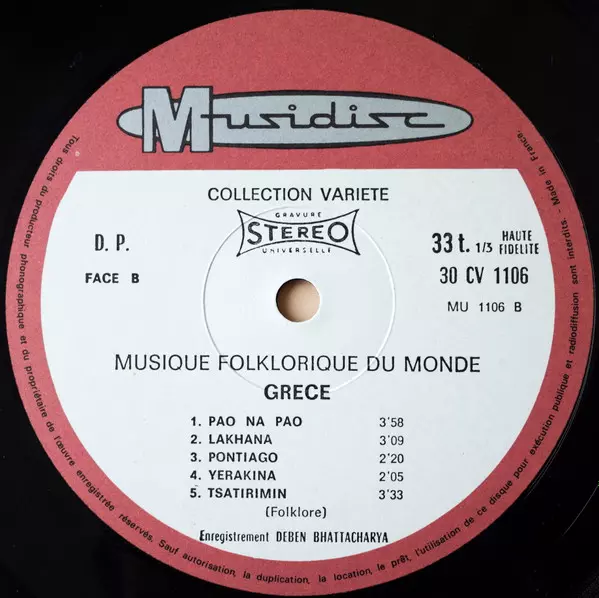 Musidisc
COLLECTION VARIETE
GRAVURE
STEREO
UNIVERSELLE
D. P.
FACE B
33 t. 1/3 HAUTE FIDELITE
30 CV 1106
MU 1106 B
MUSIQUE FOLKLORIQUE DU MONDE
GRECE
1. PAO NA PAO 3'58
2. LAKHANA 3'09
3. PONTIAGO 2'20
4. YERAKINA 2'05
5. TSATIRIMIN 3'33
(Folklore)
Enregistrement DEBEN BHATTACHARYA
Tous droits du producteur phonographique et du propriétaire de l'œuvre enregistrée réservés. Sauf autorisation, la duplication, la location, le prêt, l'utilisation de ce disque pour exécution publique et radiodiffusion sont interdits. - Made in France.